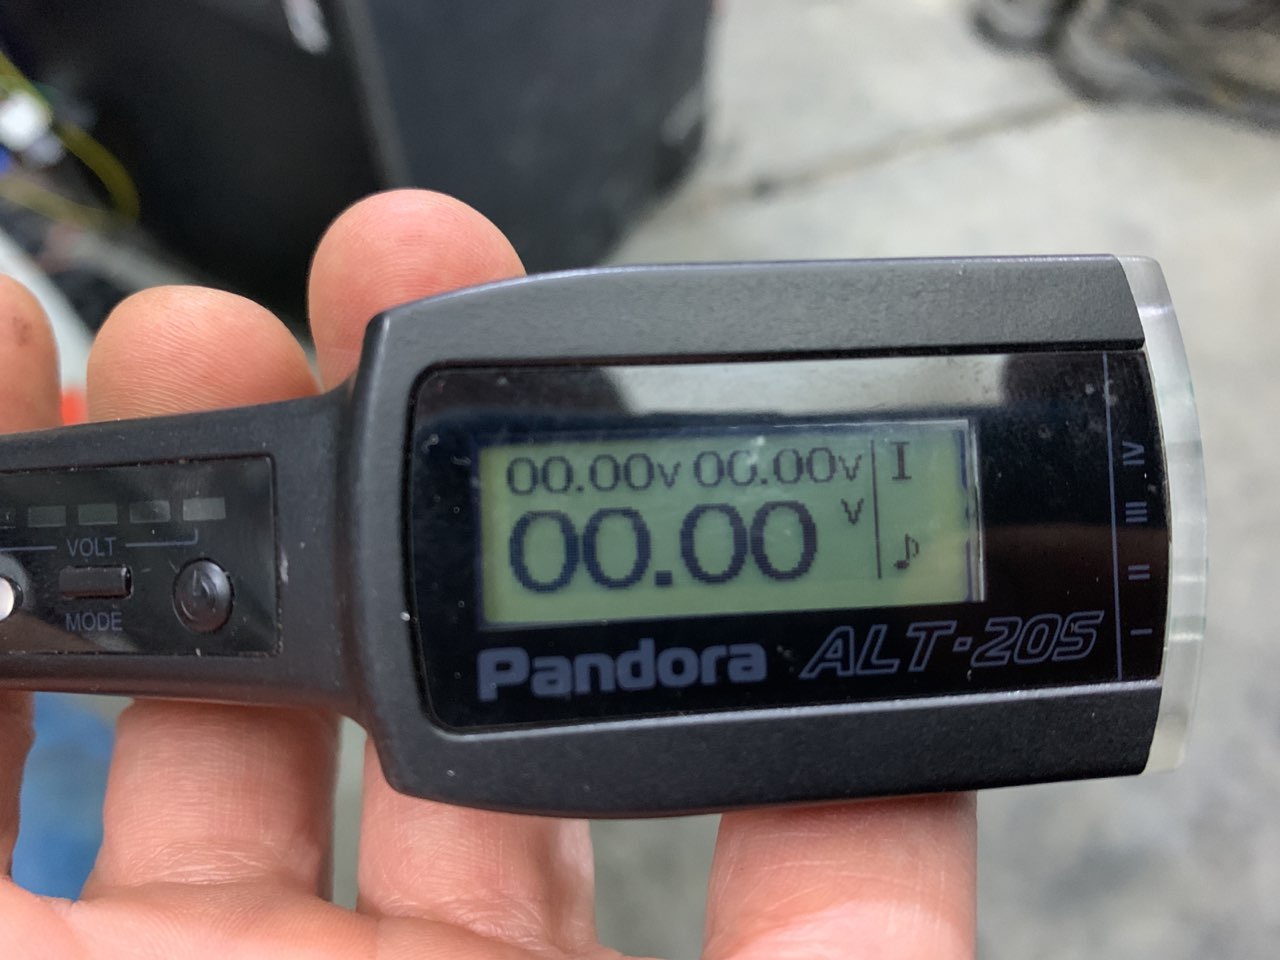 00.00v 00.00v I
00.00 v
♪
Pandora ALT-205
IV
III
II
I
VOLT
MODE